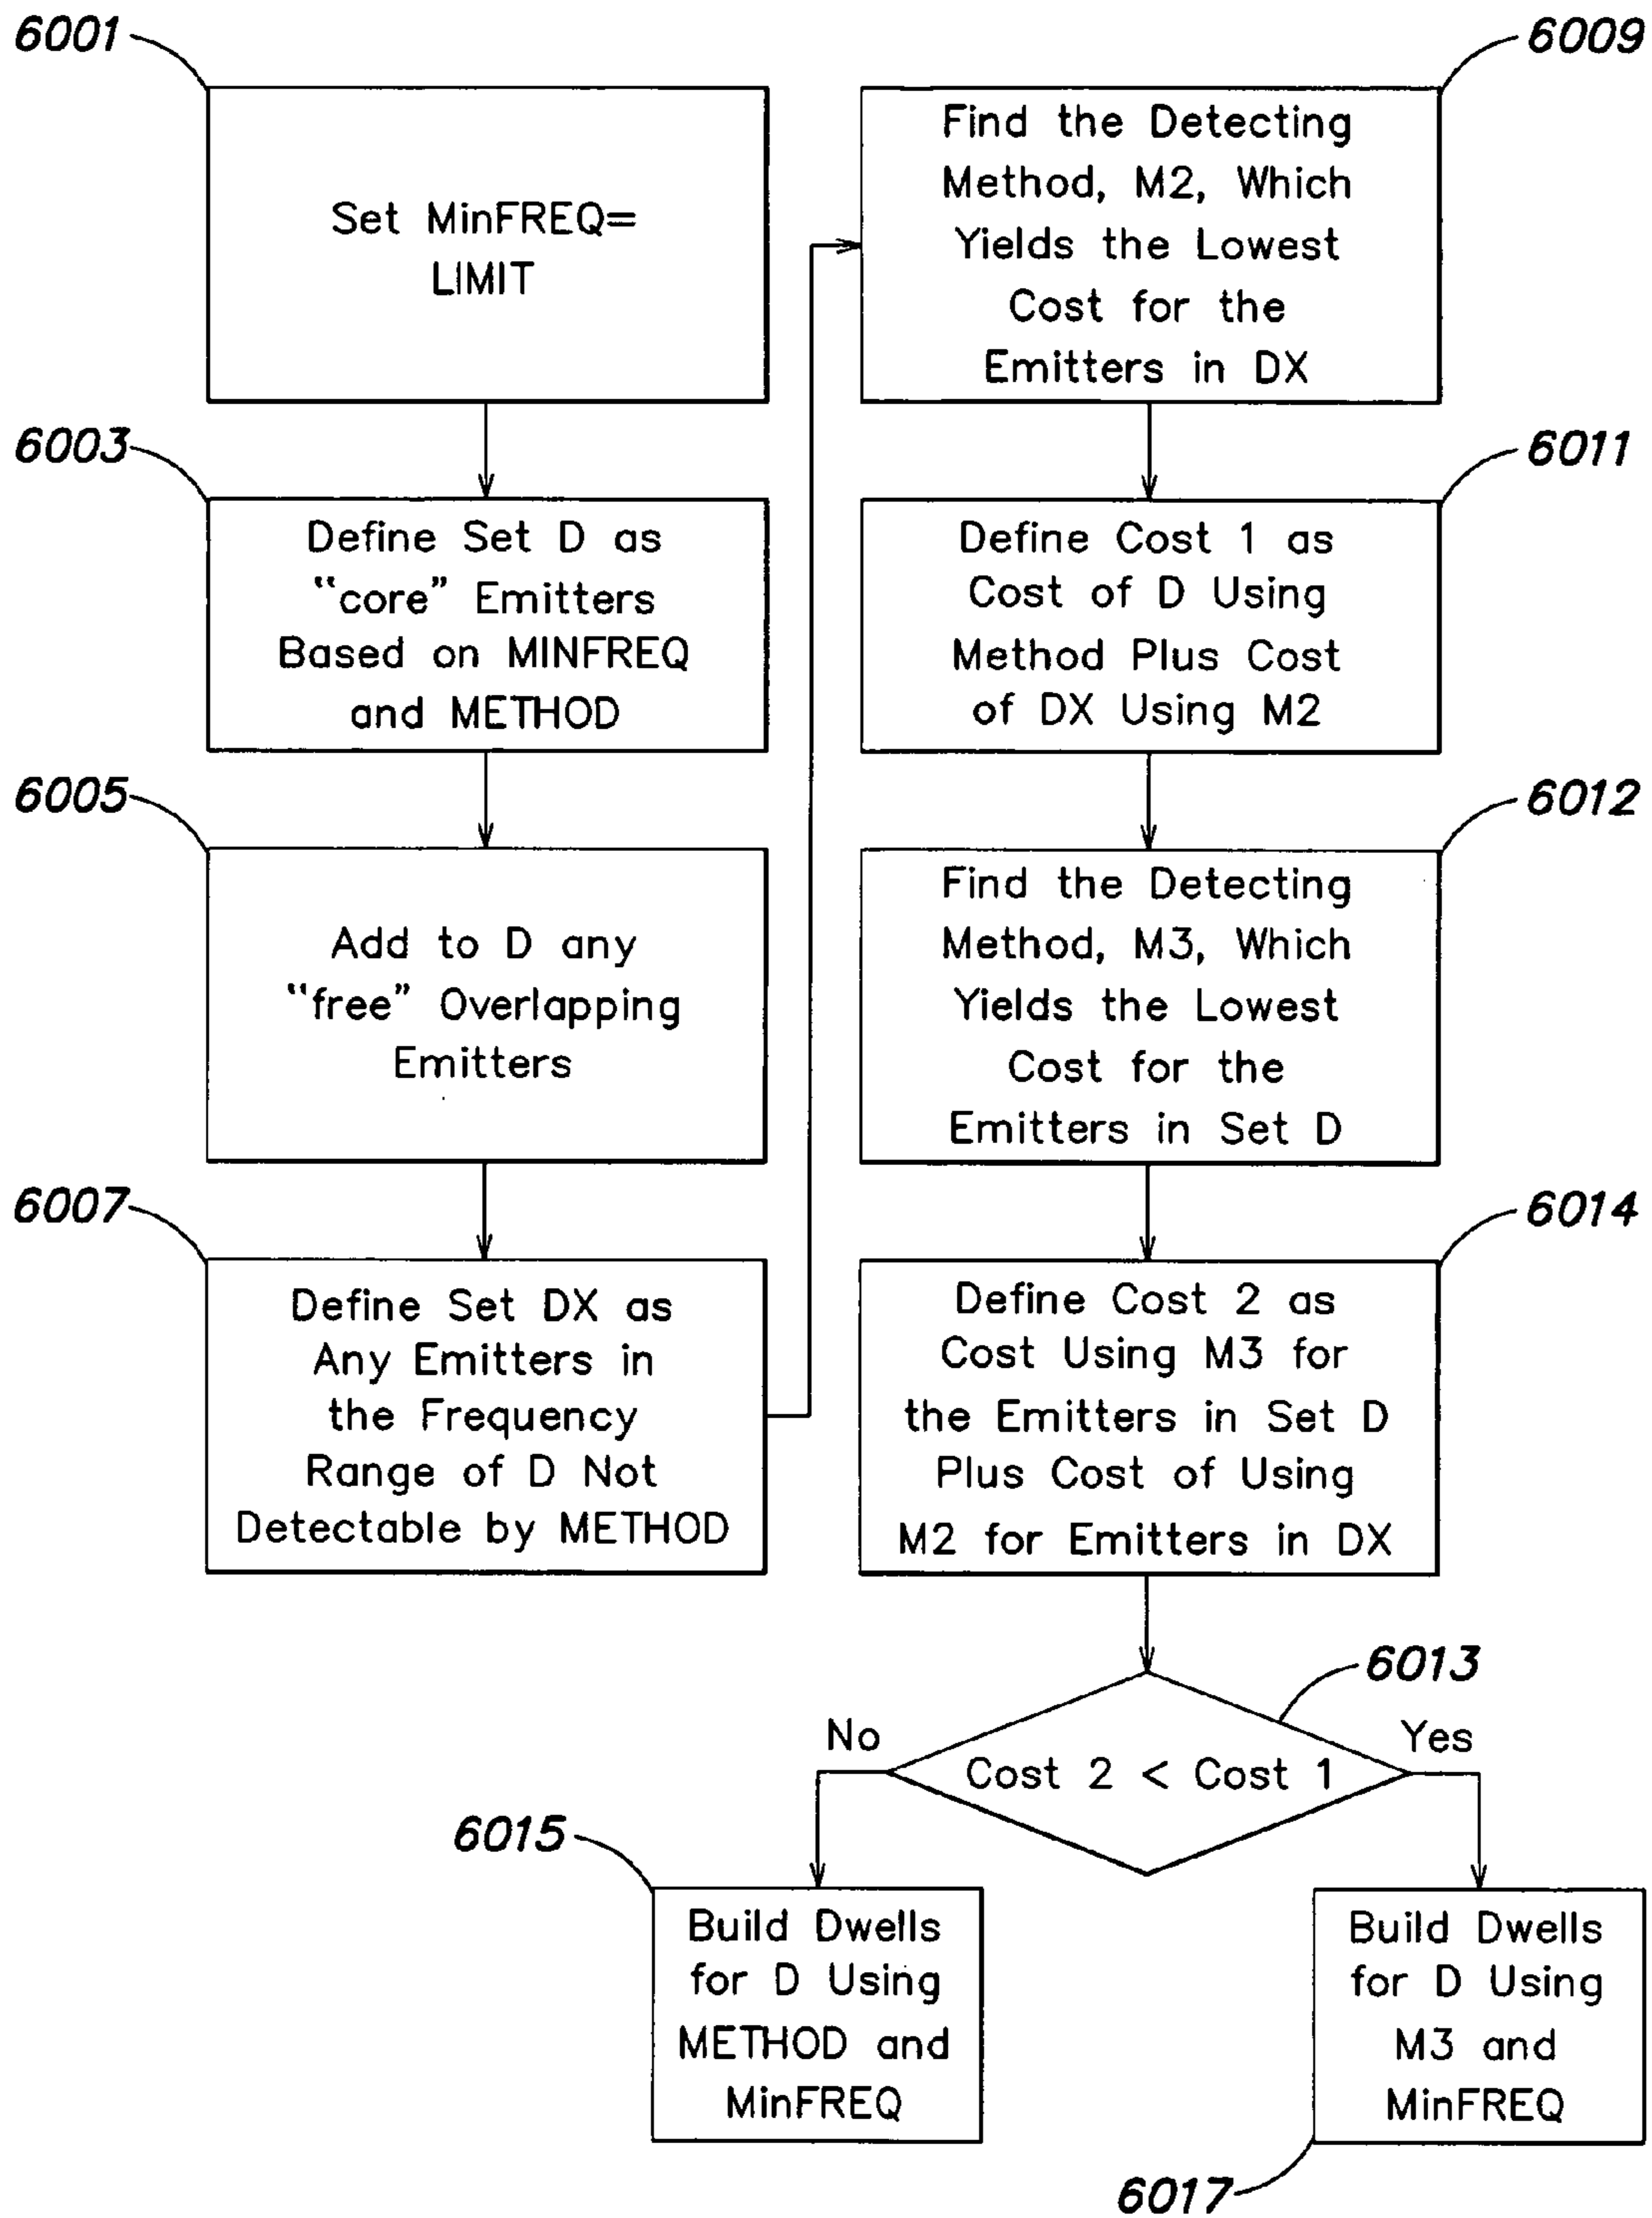 6001
Set MinFREQ=
LIMIT
6003
Define Set D as
“core” Emitters
Based on MINFREQ
and METHOD
6005
Add to D any
“free” Overlapping
Emitters
6007
Define Set DX as
Any Emitters in
the Frequency
Range of D Not
Detectable by METHOD
6009
Find the Detecting
Method, M2, Which
Yields the Lowest
Cost for the
Emitters in DX
6011
Define Cost 1 as
Cost of D Using
Method Plus Cost
of DX Using M2
6012
Find the Detecting
Method, M3, Which
Yields the Lowest
Cost for the
Emitters in Set D
6014
Define Cost 2 as
Cost Using M3 for
the Emitters in Set D
Plus Cost of Using
M2 for Emitters in DX
6013
Cost 2 < Cost 1
No
Yes
6015
Build Dwells
for D Using
METHOD and
MinFREQ
Build Dwells
for D Using
M3 and
MinFREQ
6017